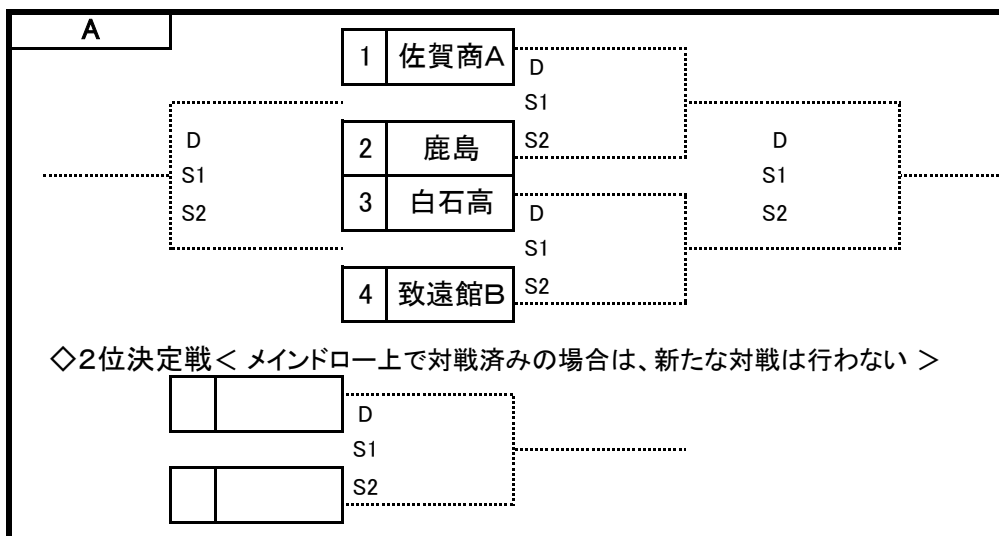 A
1 佐賀商A D
S1
D 2 鹿島 S2 D
S1 3 白石高 D S1
S2 S1 S2
4 致遠館B S2
◇2位決定戦< メインドロー上で対戦済みの場合は、新たな対戦は行わない >
D
S1
S2